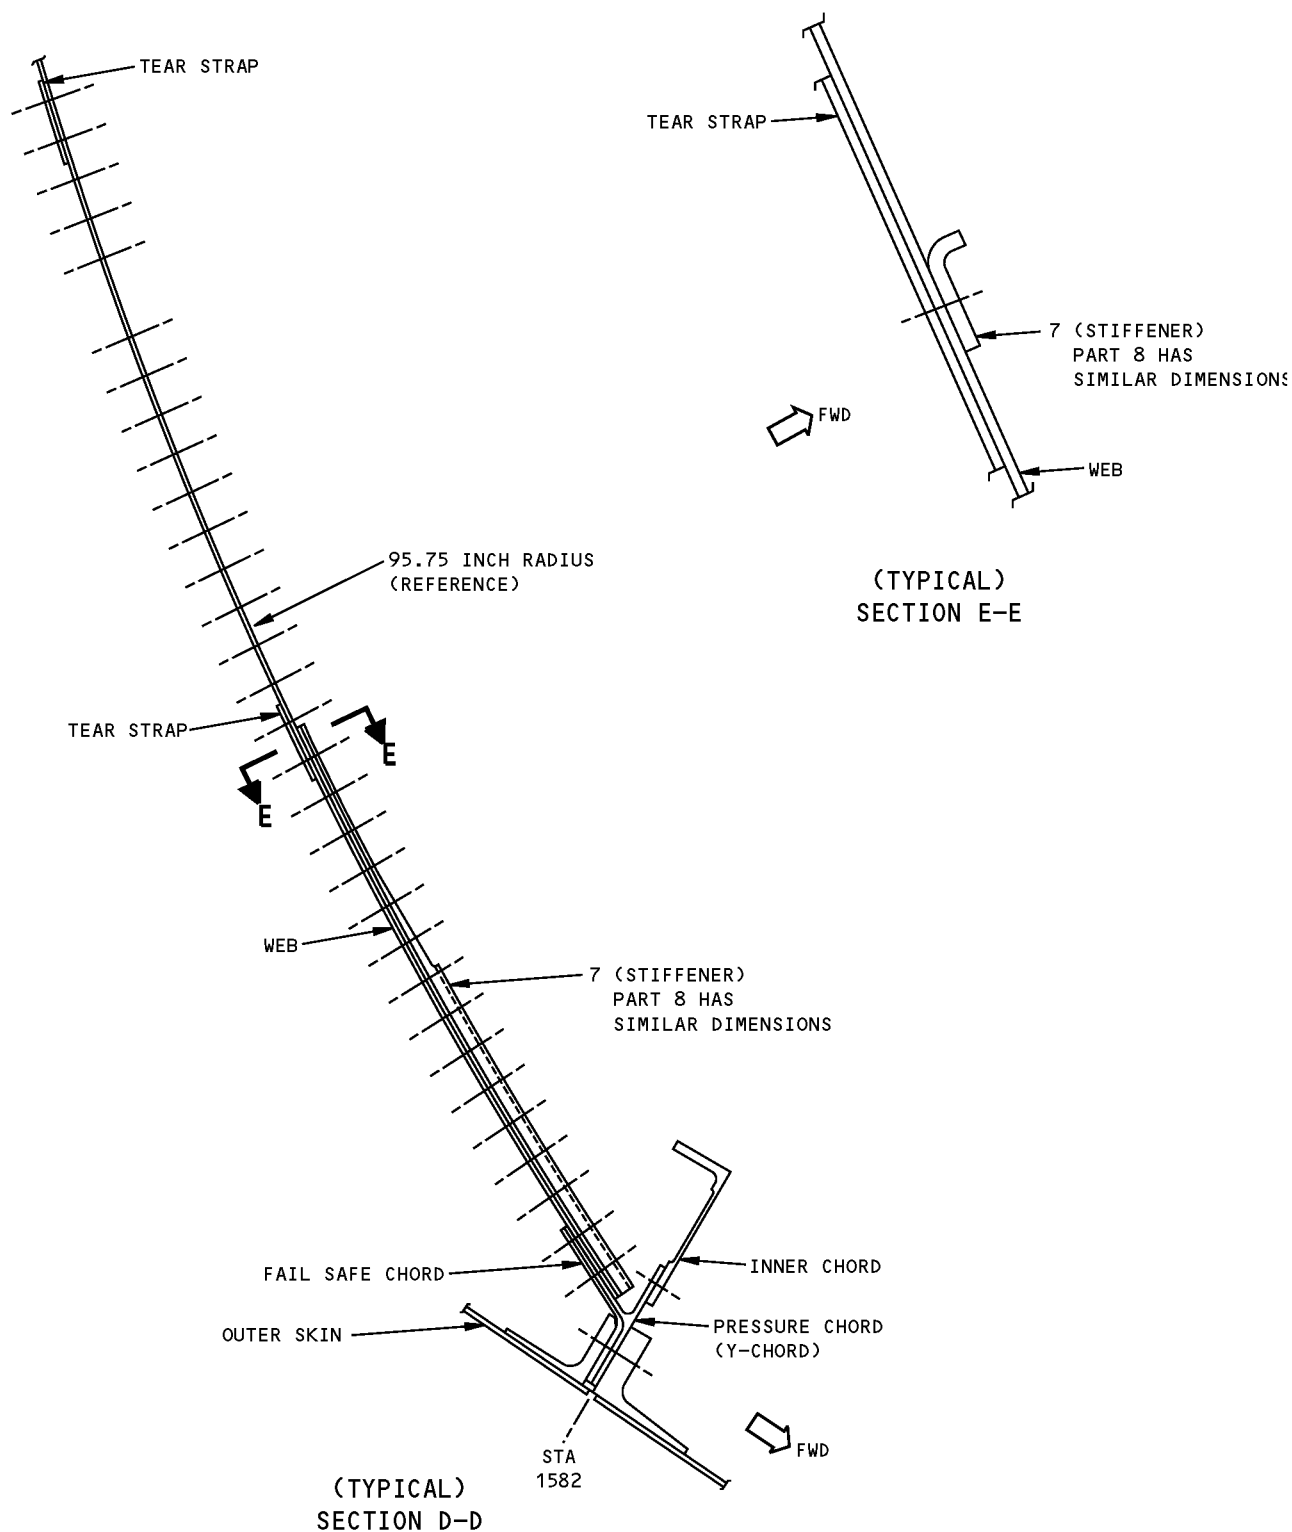 TEAR STRAP
TEAR STRAP
7 (STIFFENER)
PART 8 HAS
SIMILAR DIMENSIONS
FWD
WEB
(TYPICAL)
SECTION E-E
95.75 INCH RADIUS
(REFERENCE)
TEAR STRAP
E
E
WEB
7 (STIFFENER)
PART 8 HAS
SIMILAR DIMENSIONS
FAIL SAFE CHORD
INNER CHORD
OUTER SKIN
PRESSURE CHORD
(Y-CHORD)
FWD
STA
1582
(TYPICAL)
SECTION D-D